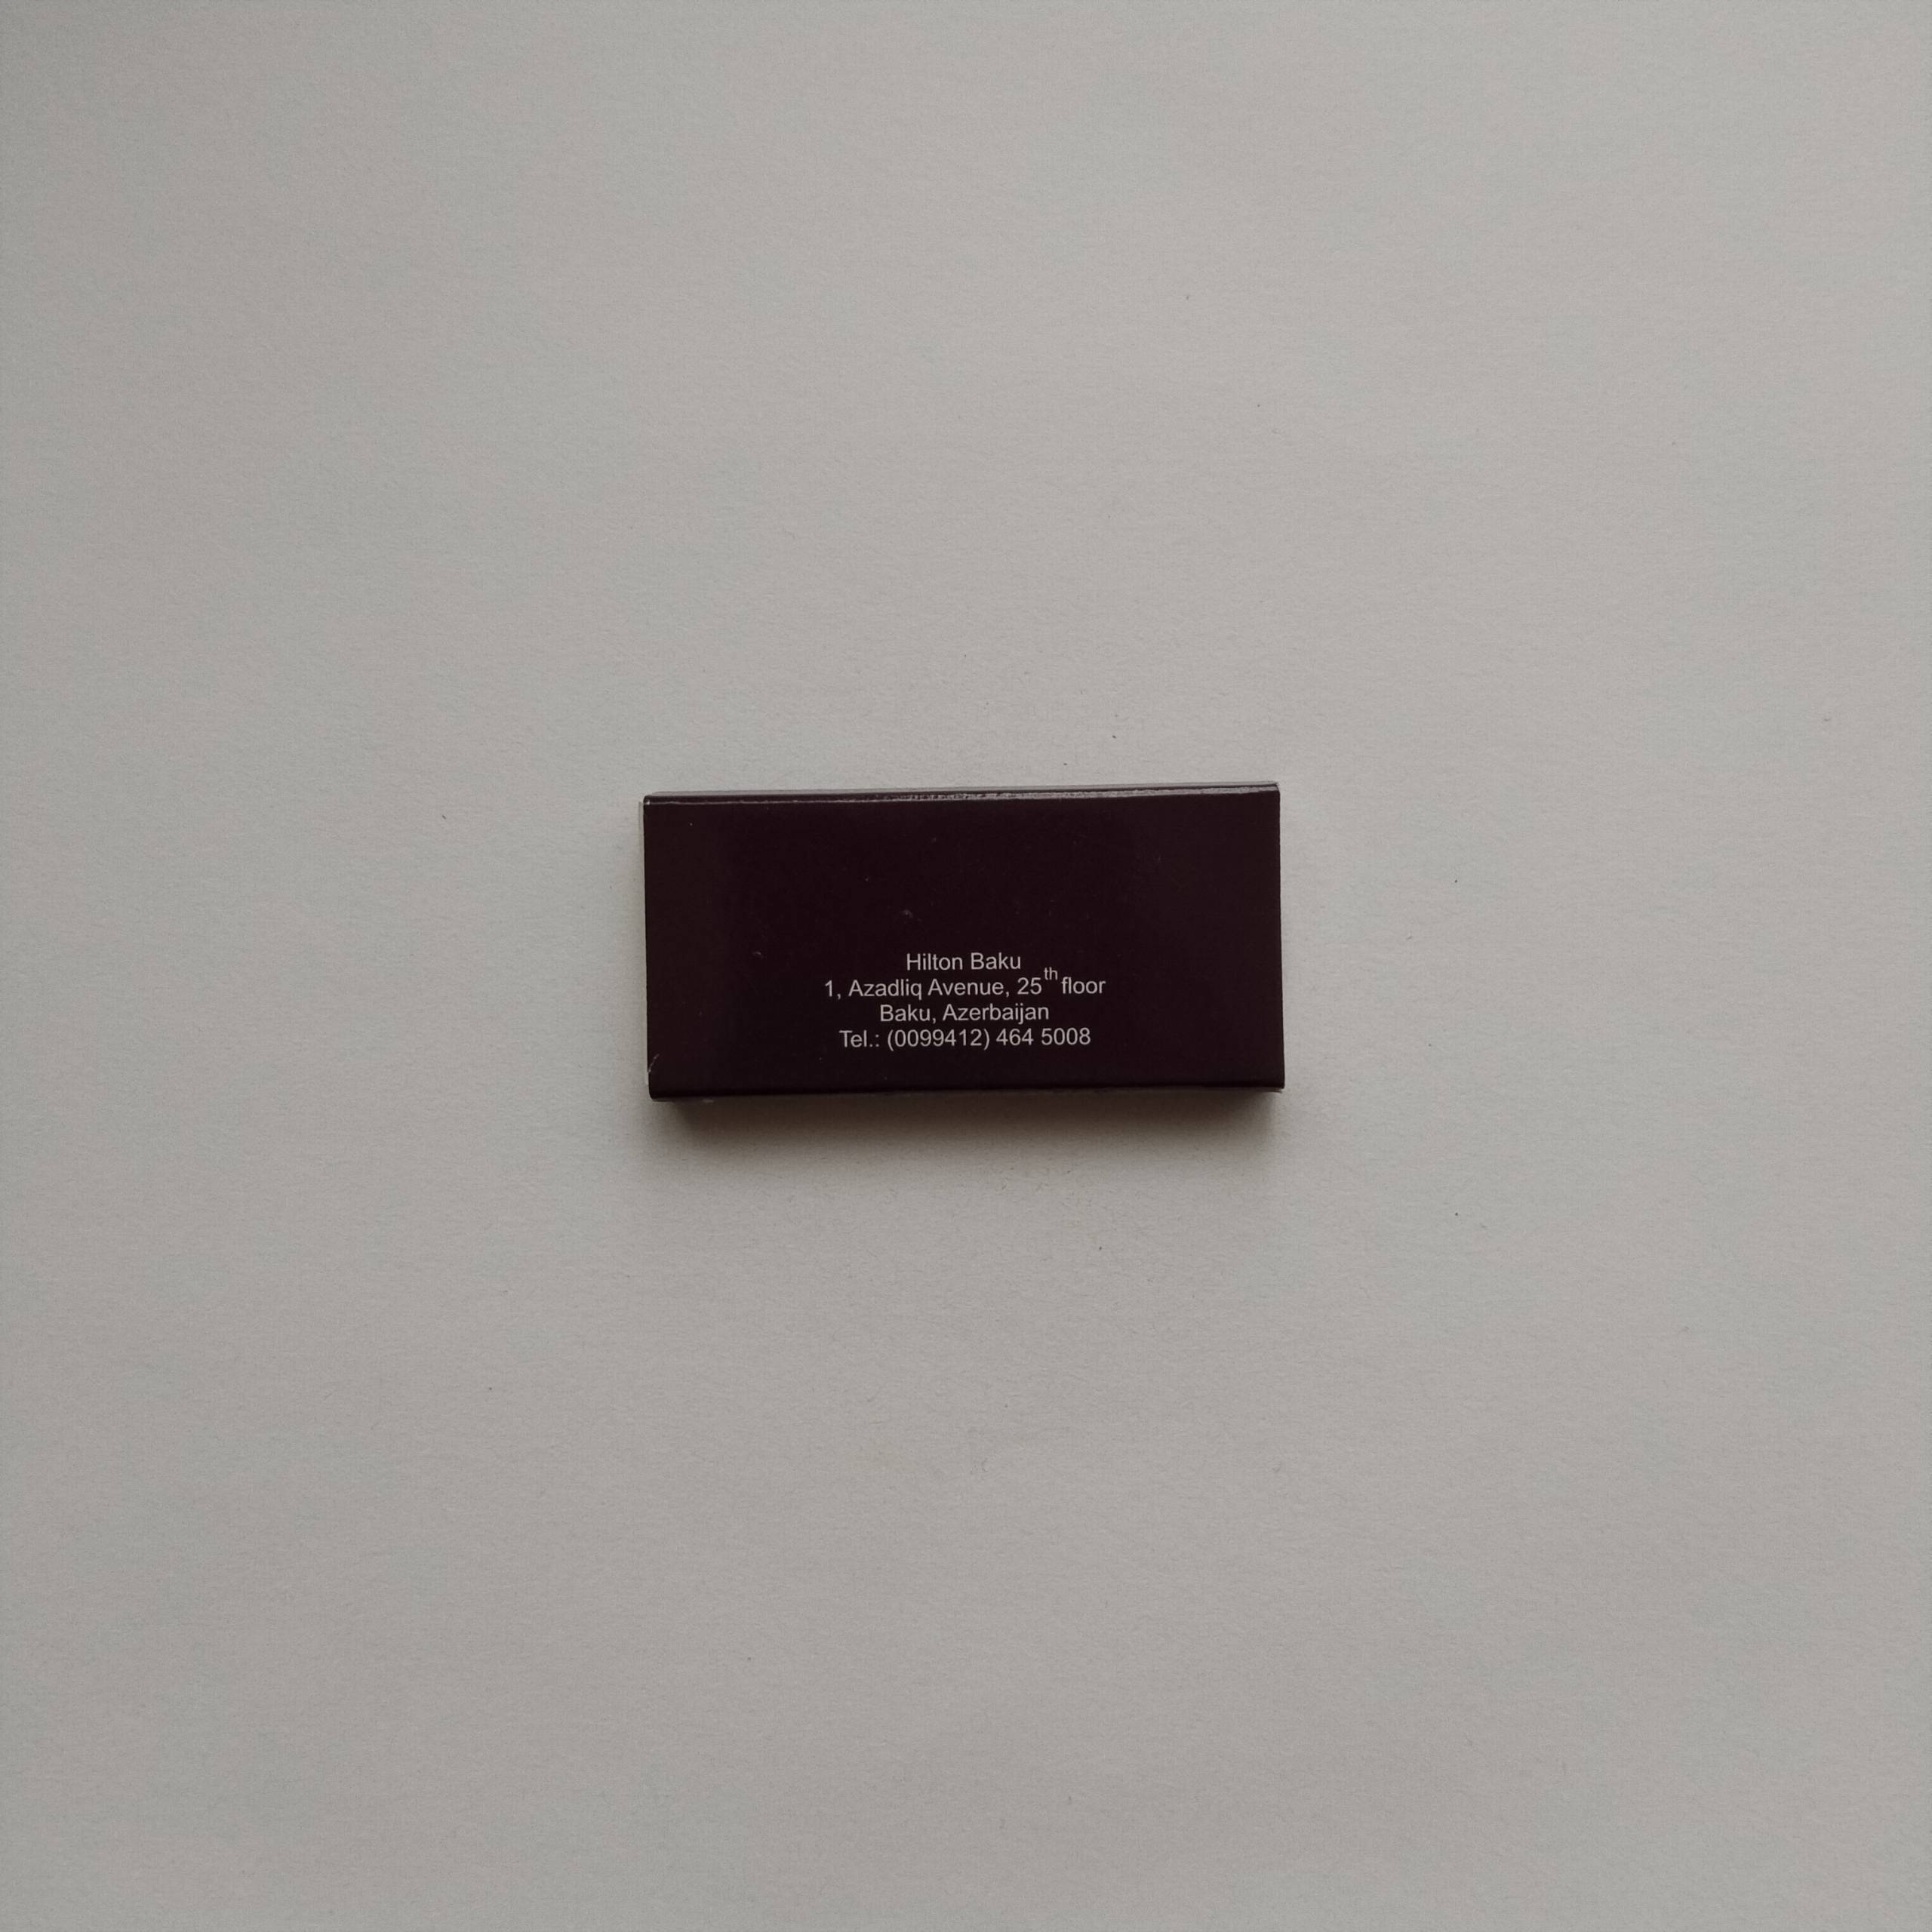 Hilton Baku
1, Azadliq Avenue, 25th floor
Baku, Azerbaijan
Tel.: (0099412) 464 5008